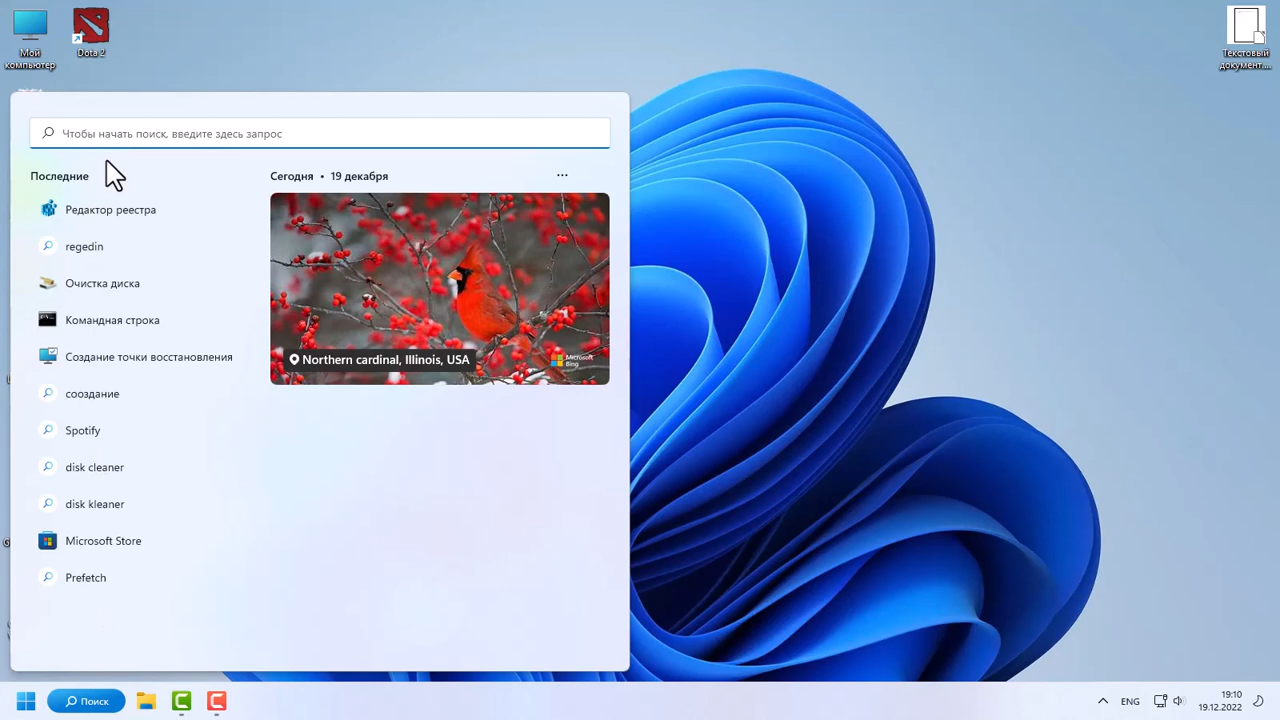 Мой
компьютер
Dota 2
Текстовый
документ....
Чтобы начать поиск, введите здесь запрос
Последние
Редактор реестра
regedin
Очистка диска
Командная строка
Создание точки восстановления
сооздание
Spotify
disk cleaner
disk kleaner
Microsoft Store
Prefetch
Сегодня • 19 декабря
...
Northern cardinal, Illinois, USA
Microsoft
Bing
Поиск
ENG
19:10
19.12.2022